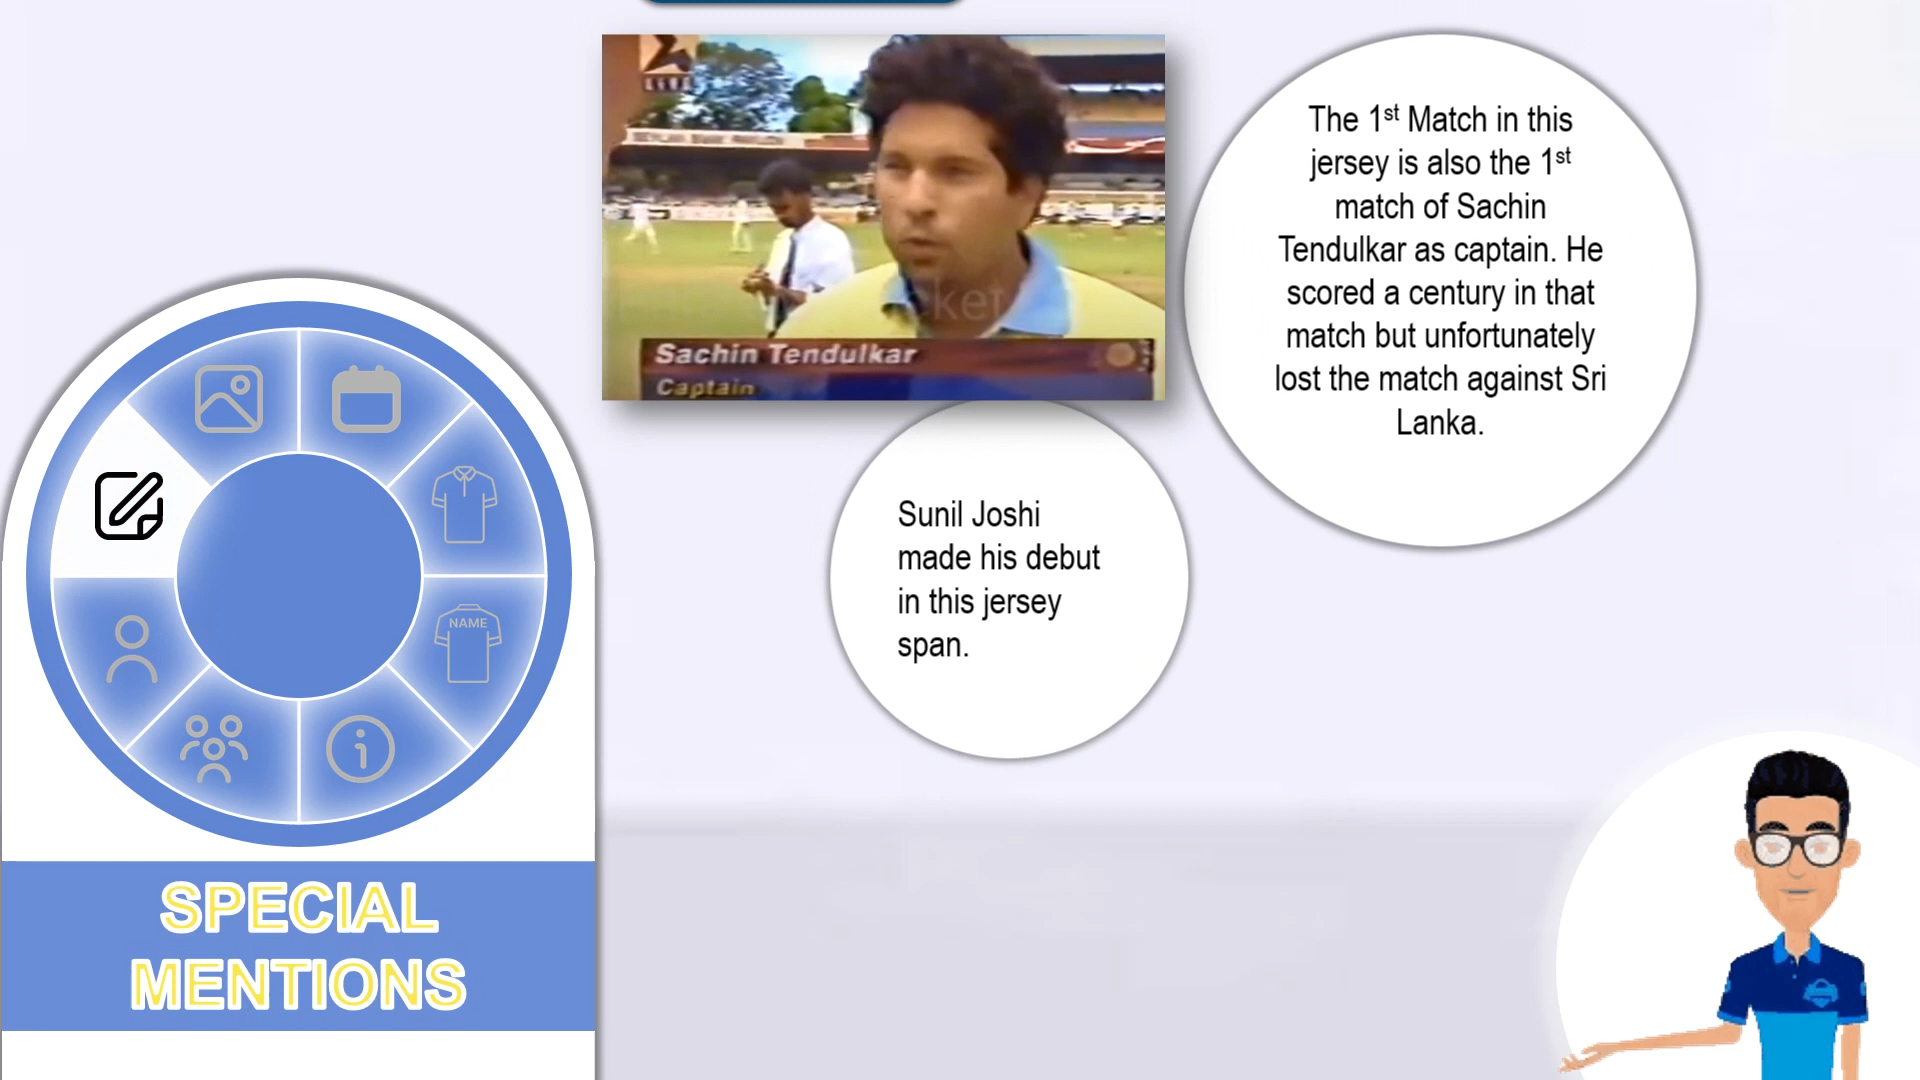 LIVE
cket
Sachin Tendulkar
Captain
The 1st Match in this
jersey is also the 1st
match of Sachin
Tendulkar as captain. He
scored a century in that
match but unfortunately
lost the match against Sri
Lanka.
Sunil Joshi
made his debut
in this jersey
span.
NAME
SPECIAL
MENTIONS